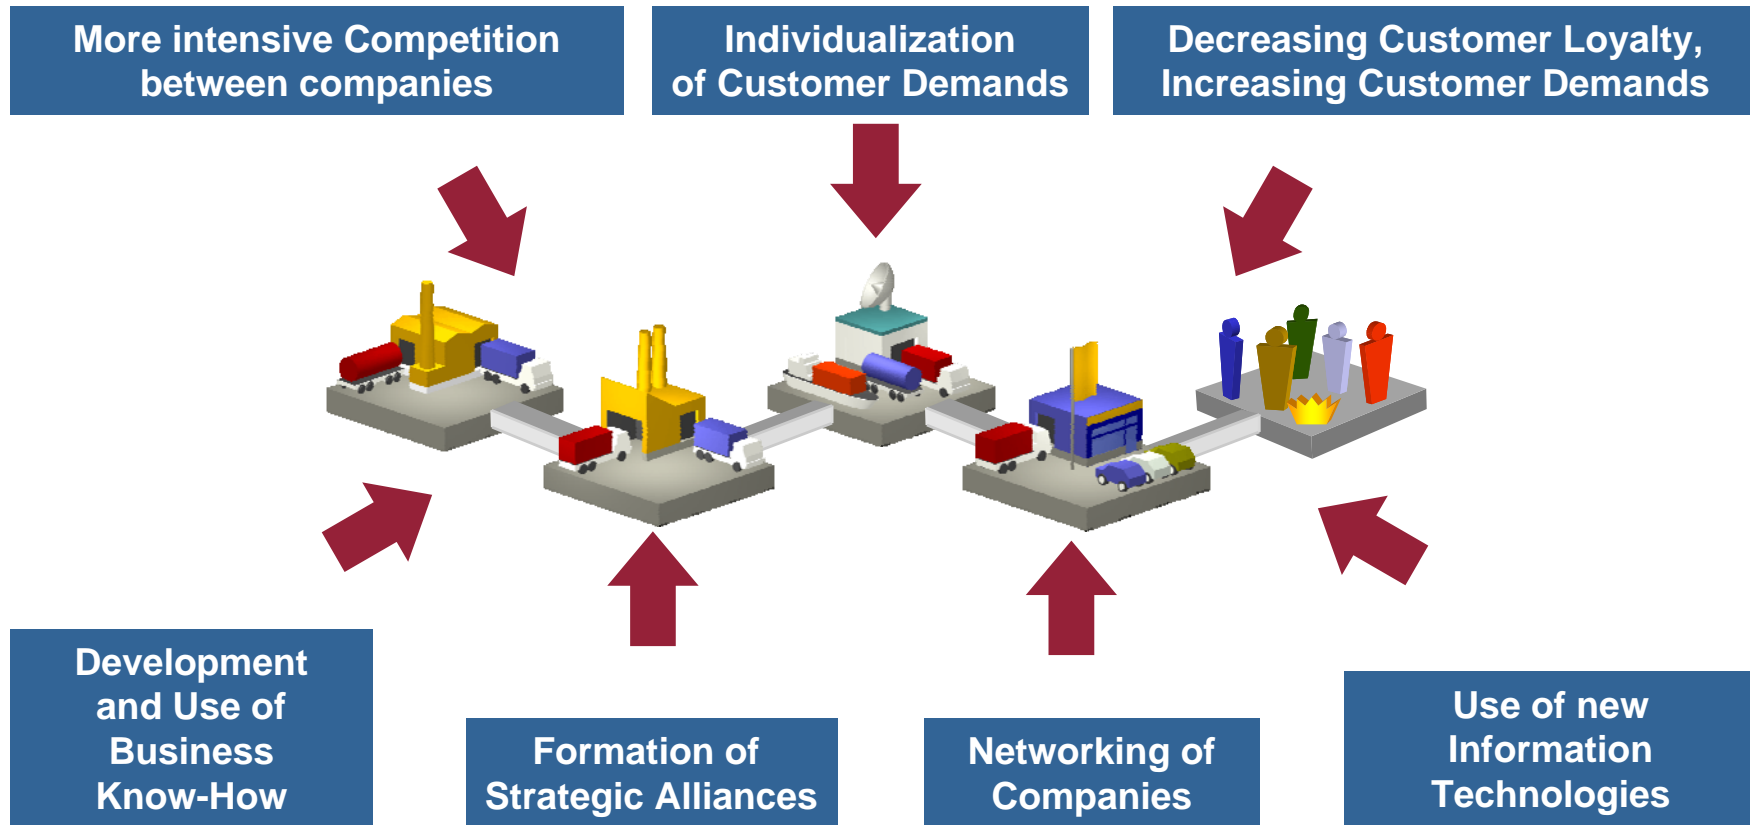 More intensive Competition
between companies
Individualization
of Customer Demands
Decreasing Customer Loyalty,
Increasing Customer Demands
Development
and Use of
Business
Know-How
Formation of
Strategic Alliances
Networking of
Companies
Use of new
Information
Technologies